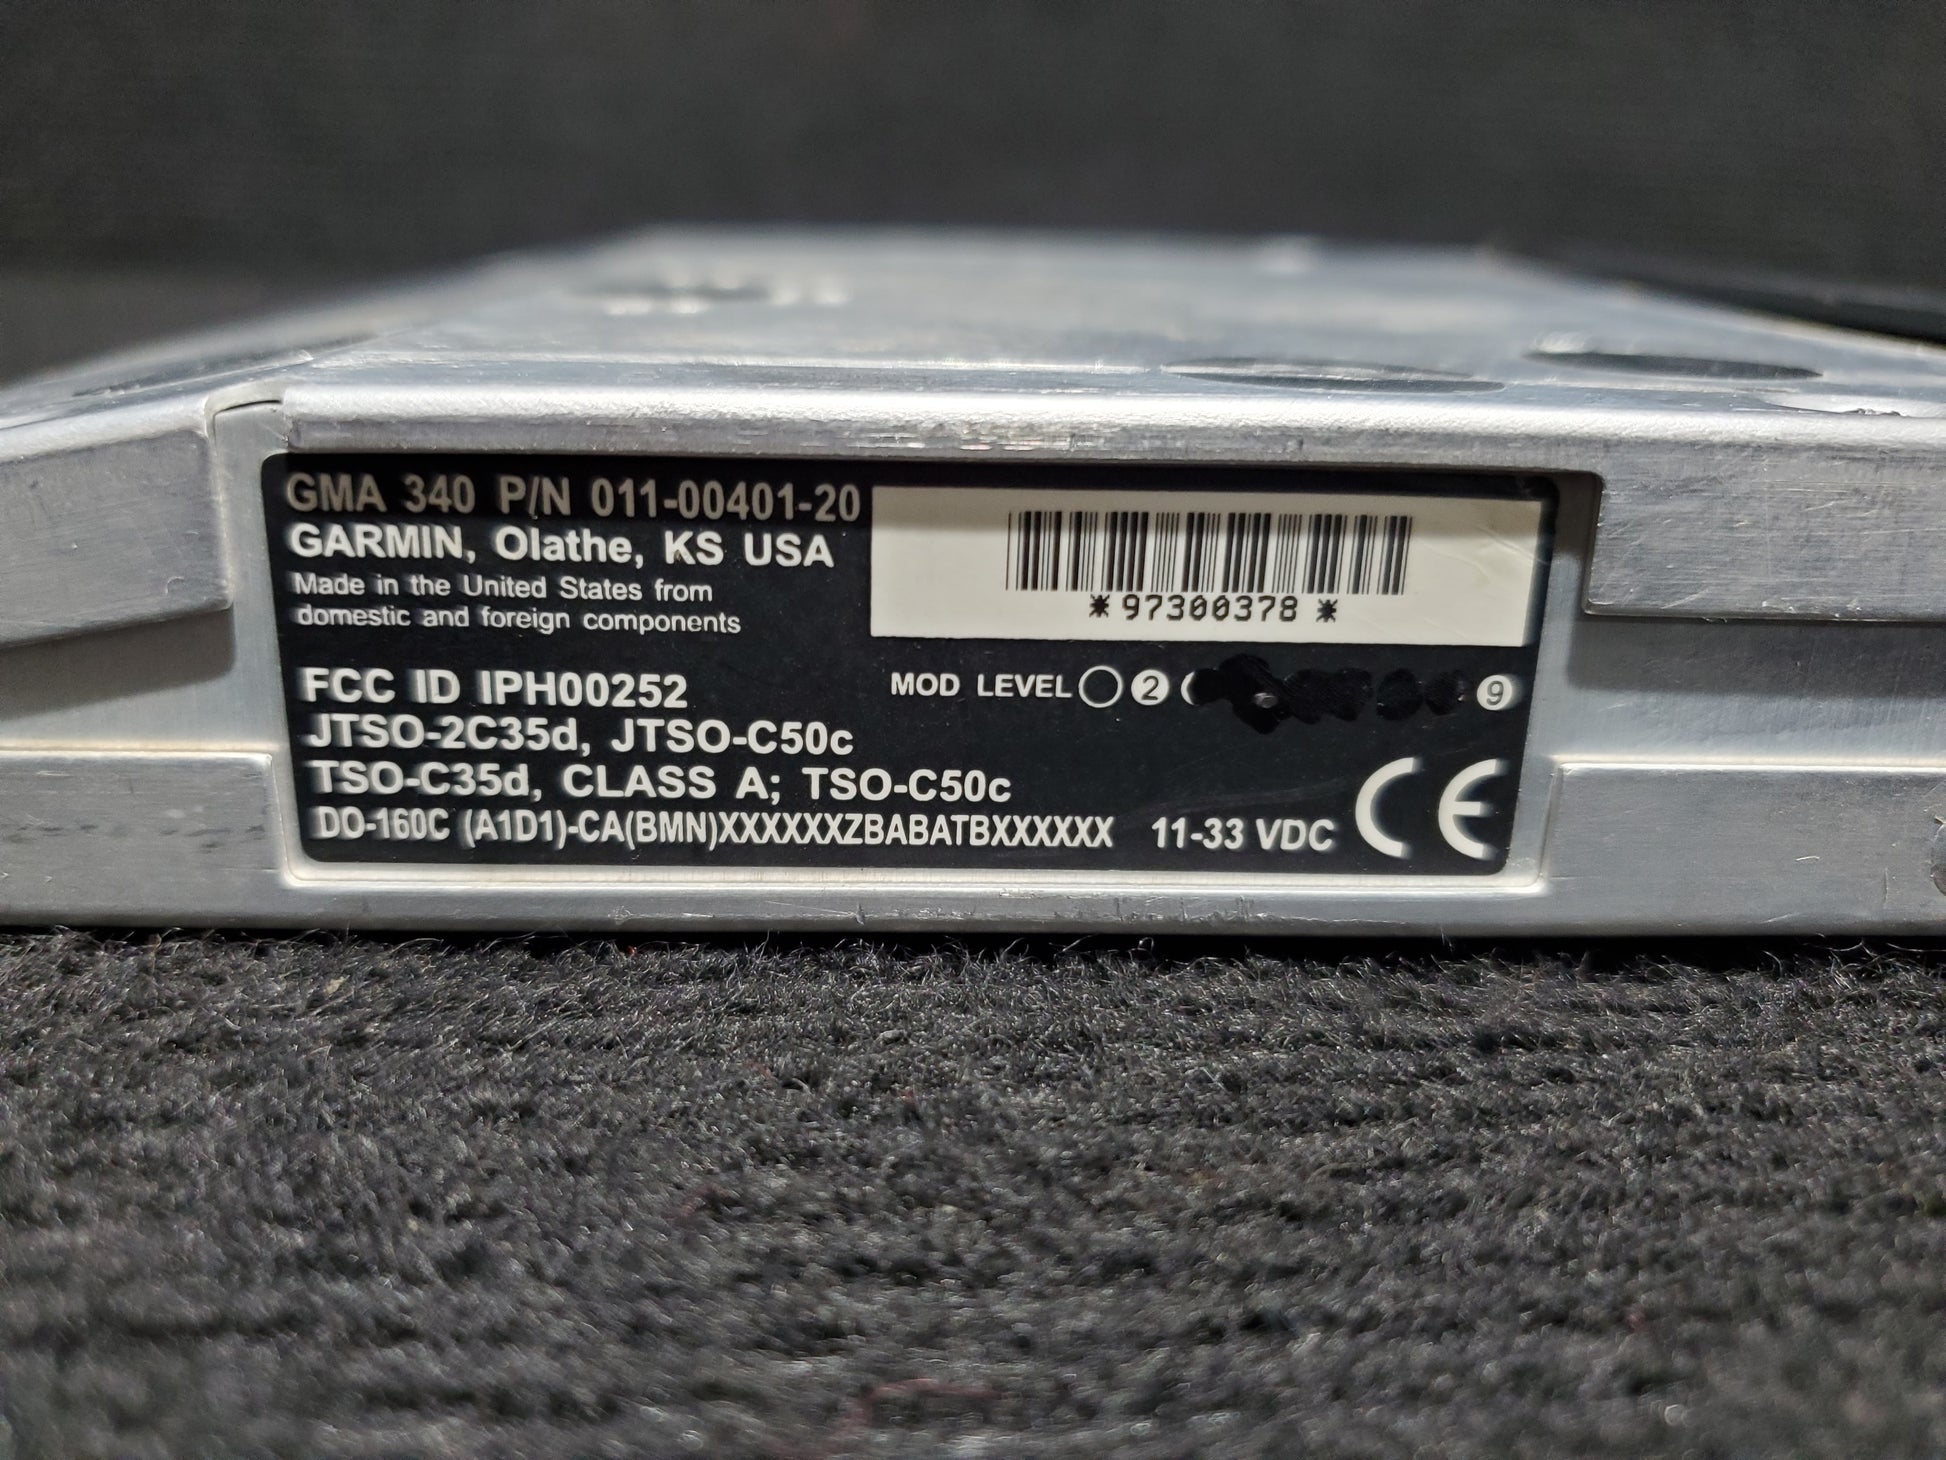 GMA 340 P/N 011-00401-20
GARMIN, Olathe, KS USA
Made in the United States from
domestic and foreign components
*97300378*
FCC ID IPH00252
MOD LEVEL 2 9
JTSO-2C35d, JTSO-C50c
TSO-C35d, CLASS A; TSO-C50c
DO-160C (A1D1)-CA(BMN)XXXXXXZBABATBXXXXXX 11-33 VDC CE